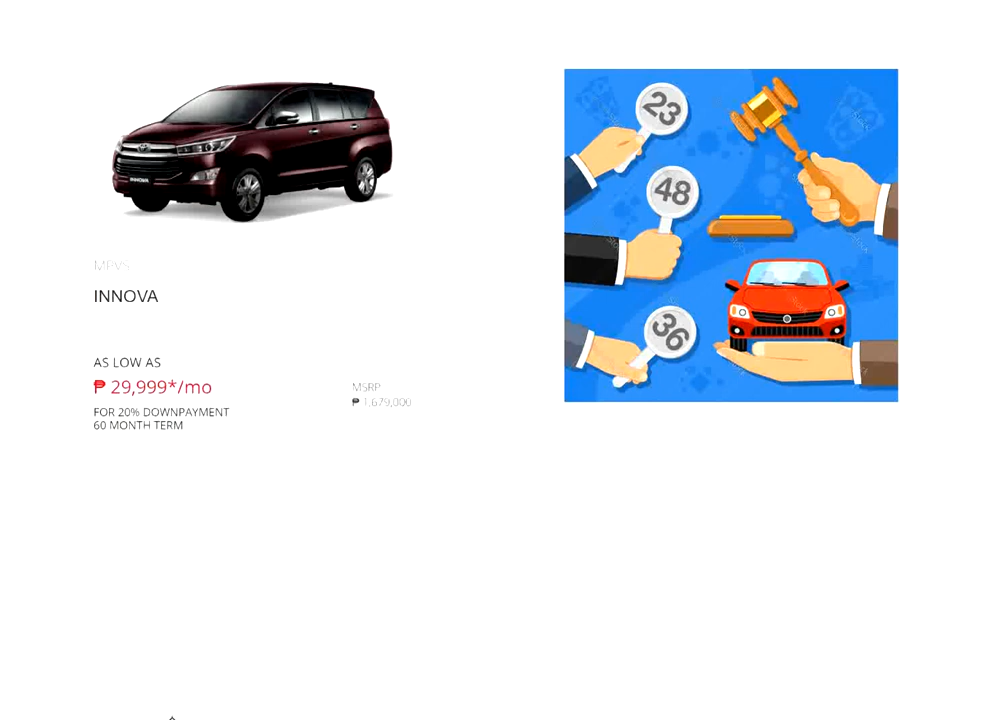 INNOVA
MPVS
INNOVA
AS LOW AS
₱ 29,999*/mo
FOR 20% DOWNPAYMENT
60 MONTH TERM
MSRP
₱ 1,679,000
23
48
36